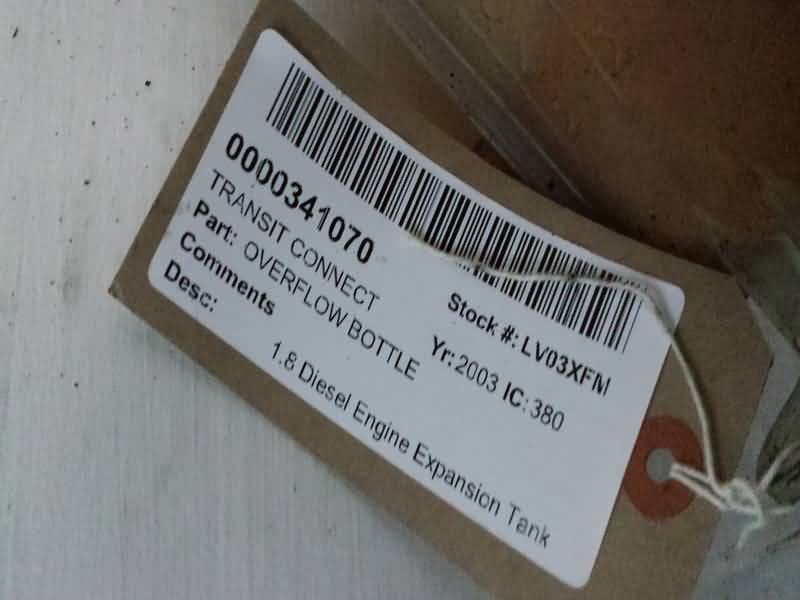 0000341070
TRANSIT CONNECT
Stock #: LV03XFM
Part: OVERFLOW BOTTLE
Yr: 2003 IC: 380
Comments
Desc:
1.8 Diesel Engine Expansion Tank